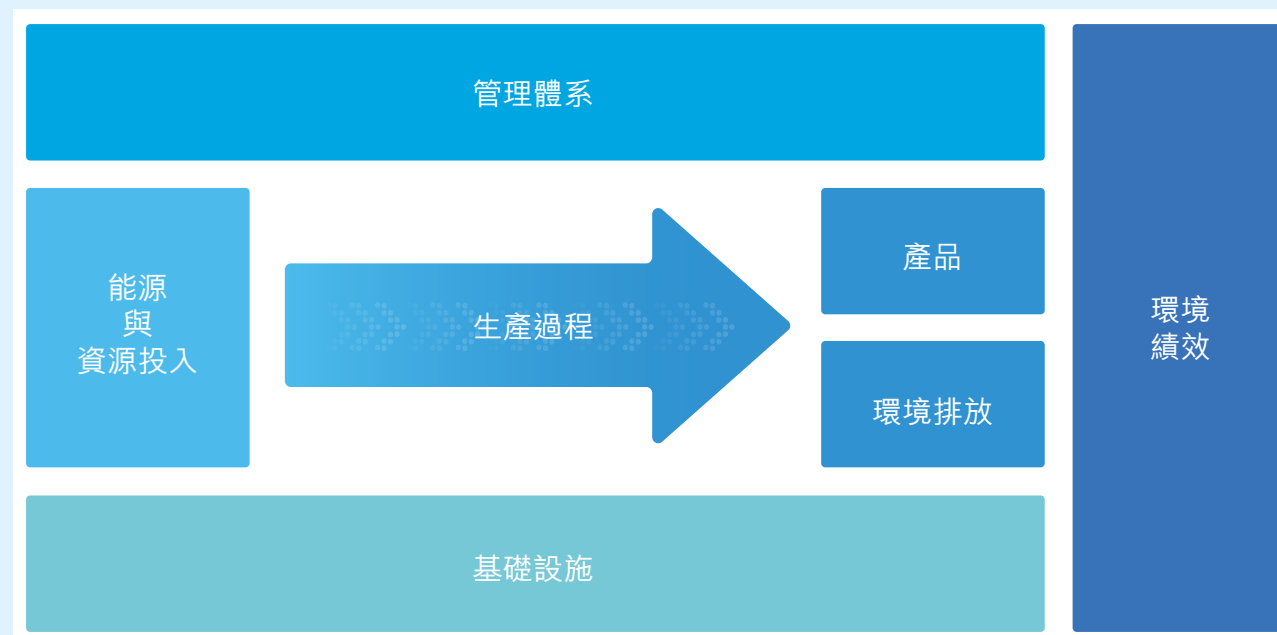 管理體系
能源
與
資源投入
生產過程
產品
環境排放
基礎設施
環境
績效